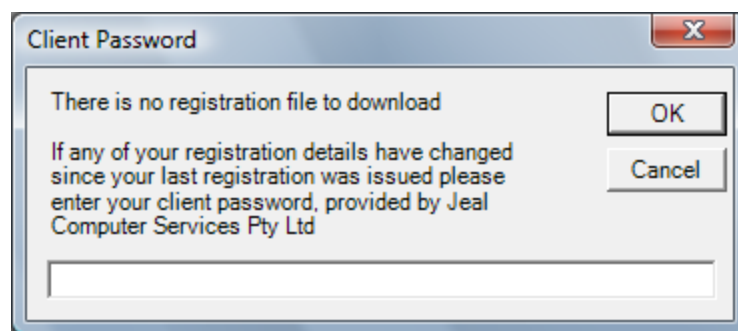 Client Password
There is no registration file to download
OK
If any of your registration details have changed
since your last registration was issued please
enter your client password, provided by Jeal
Computer Services Pty Ltd
Cancel